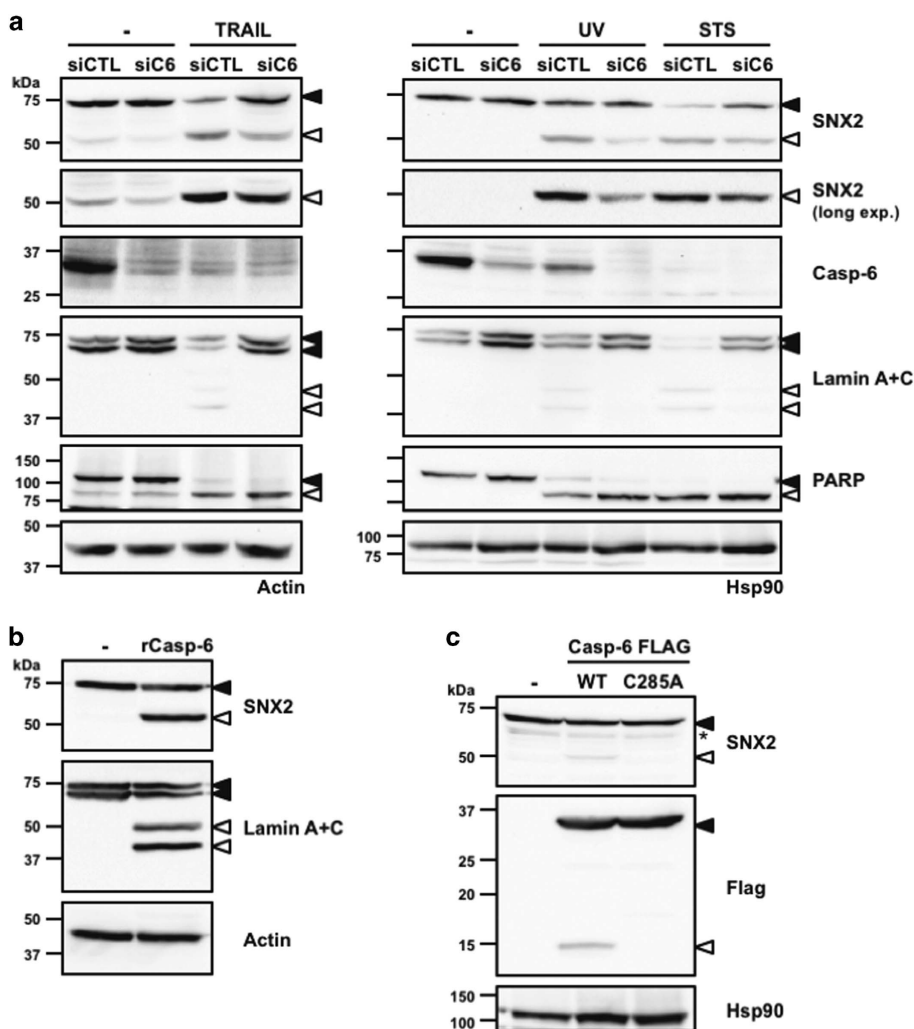 a
- TRAIL - UV STS
siCTL siC6 siCTL siC6 siCTL siC6 siCTL siC6 siCTL siC6
kDa
75
50
SNX2
50
SNX2
(long exp.)
37
25
Casp-6
75
50
37
Lamin A+C
150
100
75
PARP
50
37
100
75
Actin
Hsp90
b
- rCasp-6
kDa
75
50
SNX2
75
50
37
Lamin A+C
50
37
Actin
c
Casp-6 FLAG
- WT C285A
kDa
75
*
50
SNX2
37
25
20
15
Flag
150
100
Hsp90